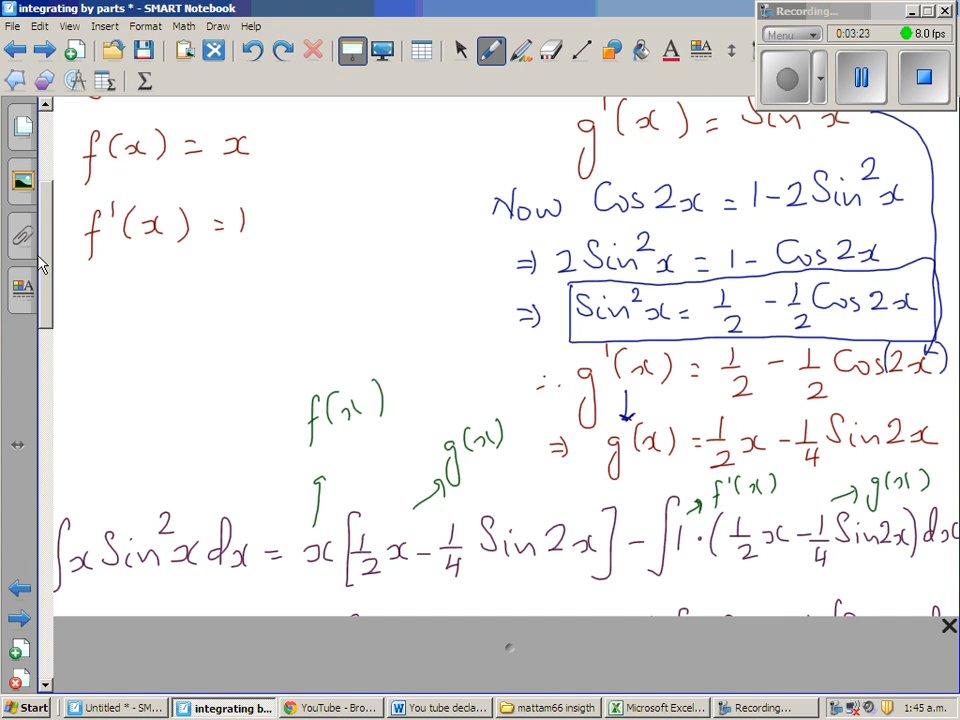 integrating by parts * - SMART Notebook
Recording...
File Edit View Insert Format Math Draw Help
Menu 0:03:23 8.0 fps
f(x) = x
g'(x) = Sin x
f'(x) = 1
Now Cos 2x = 1 - 2Sin²x
⇒ 2Sin²x = 1 - Cos 2x
⇒ Sin²x = 1/2 - 1/2 Cos 2x
∴ g'(x) = 1/2 - 1/2 Cos(2x)
⇒ g(x) = 1/2 x - 1/4 Sin 2x
f(x)
g(x)
f'(x)
g(x)
∫x Sin²x dx = x[1/2 x - 1/4 Sin 2x] - ∫1·(1/2 x - 1/4 Sin2x)dx
Start Untitled * - SM... integrating b... YouTube - Bro... You tube decla... mattam66 insigth Microsoft Exce... Recording... 1:45 a.m.